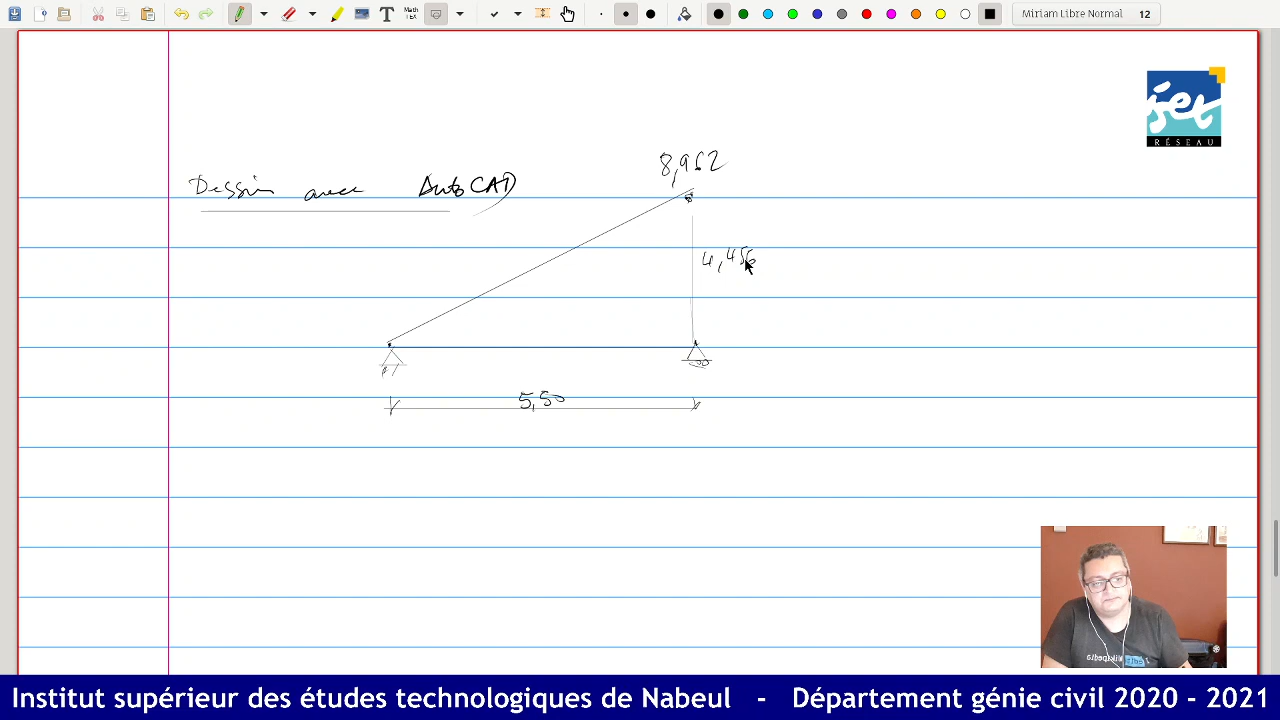 Miriam Libre Normal 12
iset
RÉSEAU
8,962
Dessin avec AutoCAD
4,456
5,50
Institut supérieur des études technologiques de Nabeul - Département génie civil 2020 - 2021